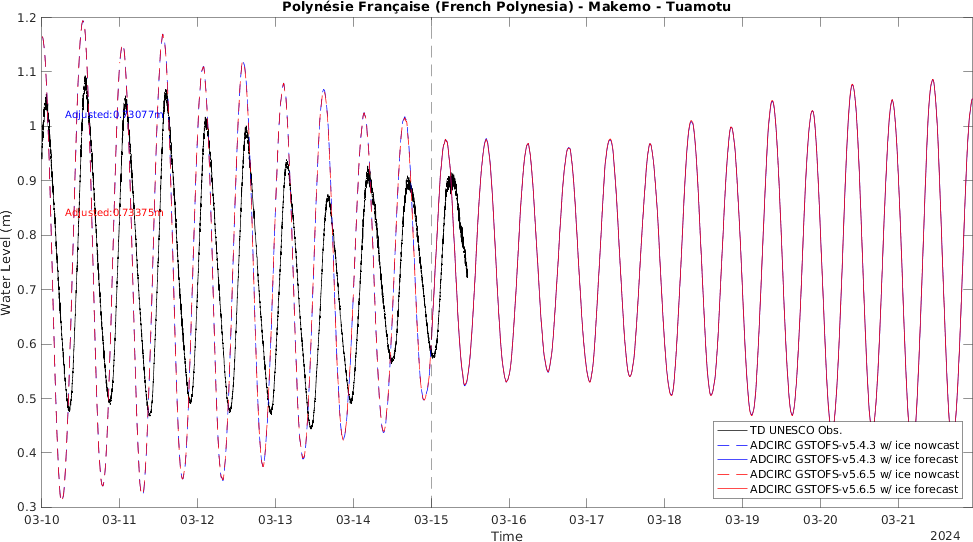 Polynésie Française (French Polynesia) - Makemo - Tuamotu
1.2
1.1
1
0.9
0.8
0.7
0.6
0.5
0.4
0.3
Water Level (m)
Adjusted:0.73077m
Adjusted:0.73375m
TD UNESCO Obs.
ADCIRC GSTOFS-v5.4.3 w/ ice nowcast
ADCIRC GSTOFS-v5.4.3 w/ ice forecast
ADCIRC GSTOFS-v5.6.5 w/ ice nowcast
ADCIRC GSTOFS-v5.6.5 w/ ice forecast
03-10 03-11 03-12 03-13 03-14 03-15 03-16 03-17 03-18 03-19 03-20 03-21
Time
2024